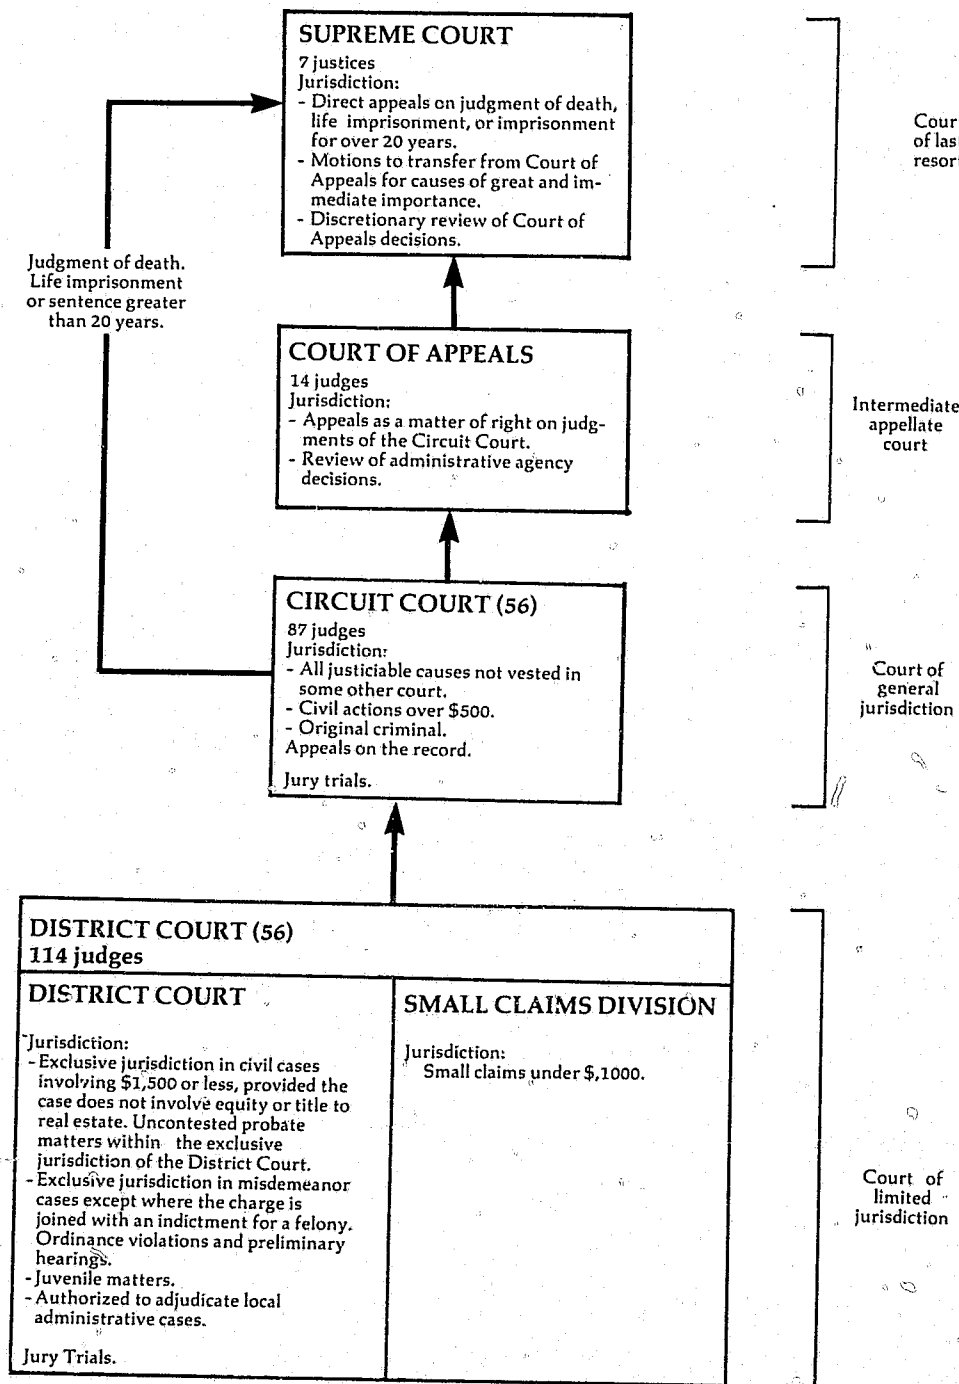 SUPREME COURT
7 justices
Jurisdiction:
- Direct appeals on judgment of death,
life imprisonment, or imprisonment
for over 20 years.
- Motions to transfer from Court of
Appeals for causes of great and im-
mediate importance.
- Discretionary review of Court of
Appeals decisions.
Cour
of las
resor
Judgment of death.
Life imprisonment
or sentence greater
than 20 years.
COURT OF APPEALS
14 judges
Jurisdiction:
- Appeals as a matter of right on judg-
ments of the Circuit Court.
- Review of administrative agency
decisions.
Intermediate
appellate
court
CIRCUIT COURT (56)
87 judges
Jurisdiction:
- All justiciable causes not vested in
some other court.
- Civil actions over $500.
- Original criminal.
Appeals on the record.
Jury trials.
Court of
general
jurisdiction
DISTRICT COURT (56)
114 judges
DISTRICT COURT
Jurisdiction:
- Exclusive jurisdiction in civil cases
involving $1,500 or less, provided the
case does not involve equity or title to
real estate. Uncontested probate
matters within the exclusive
jurisdiction of the District Court.
- Exclusive jurisdiction in misdemeanor
cases except where the charge is
joined with an indictment for a felony.
Ordinance violations and preliminary
hearings.
- Juvenile matters.
- Authorized to adjudicate local
administrative cases.
Jury Trials.
SMALL CLAIMS DIVISION
Jurisdiction:
Small claims under $,1000.
Court of
limited
jurisdiction